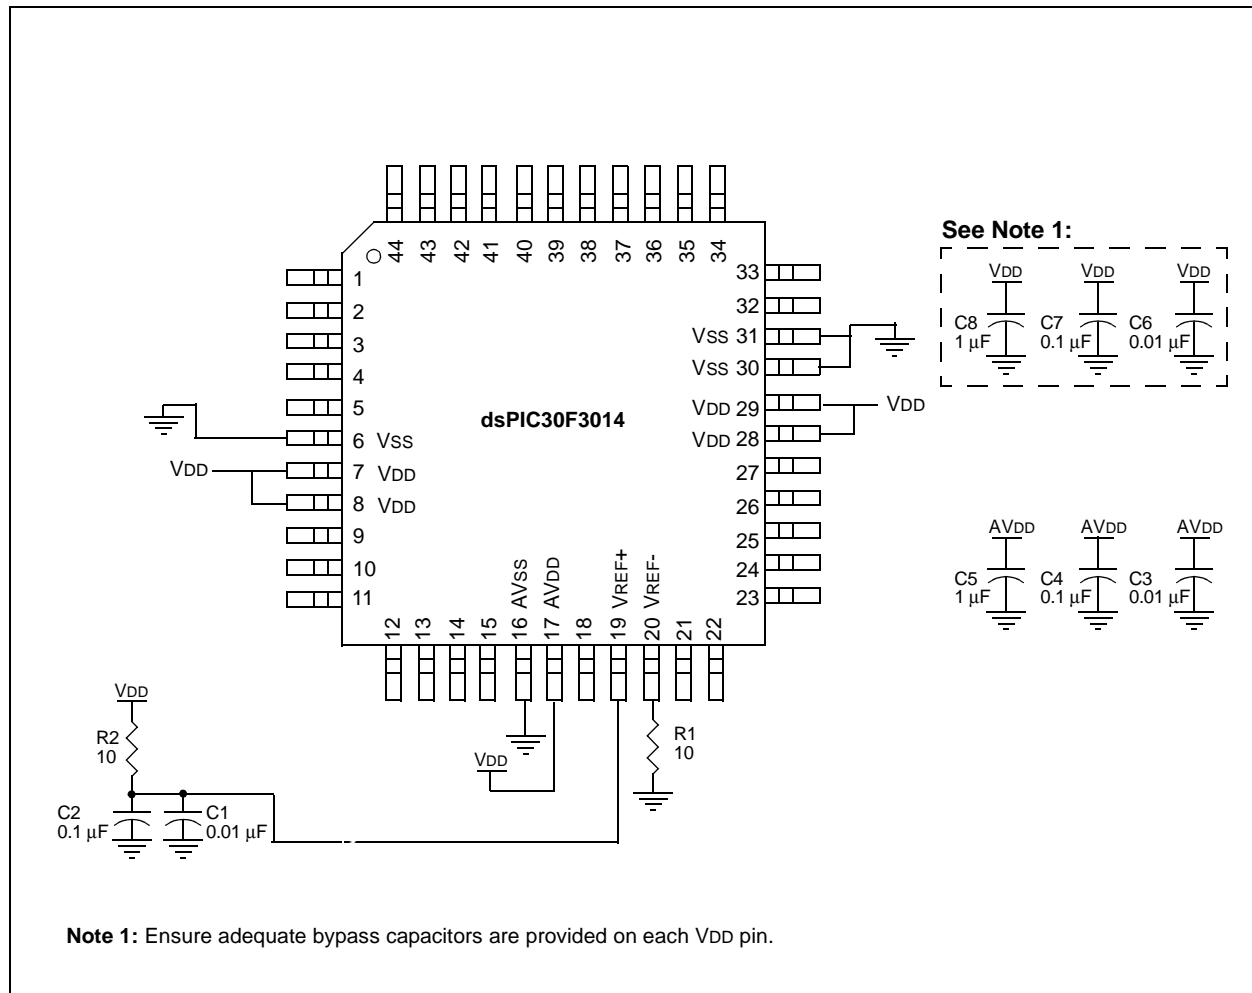 44 43 42 41 40 39 38 37 36 35 34
See Note 1:
VDD VDD VDD
C8 1 µF
C7 0.1 µF
C6 0.01 µF
1
2
3
4
5
6 VSS
7 VDD
8 VDD
9
10
11
VDD
dsPIC30F3014
33
32
VSS 31
VSS 30
VDD 29
VDD 28
27
26
25
24
23
VDD
AVDD AVDD AVDD
C5 1 µF
C4 0.1 µF
C3 0.01 µF
12
13
14
15
16 AVSS
17 AVDD
18
19 VREF+
20 VREF-
21
22
VDD
R2
10
C2
0.1 µF
C1
0.01 µF
VDD
R1
10
Note 1: Ensure adequate bypass capacitors are provided on each VDD pin.